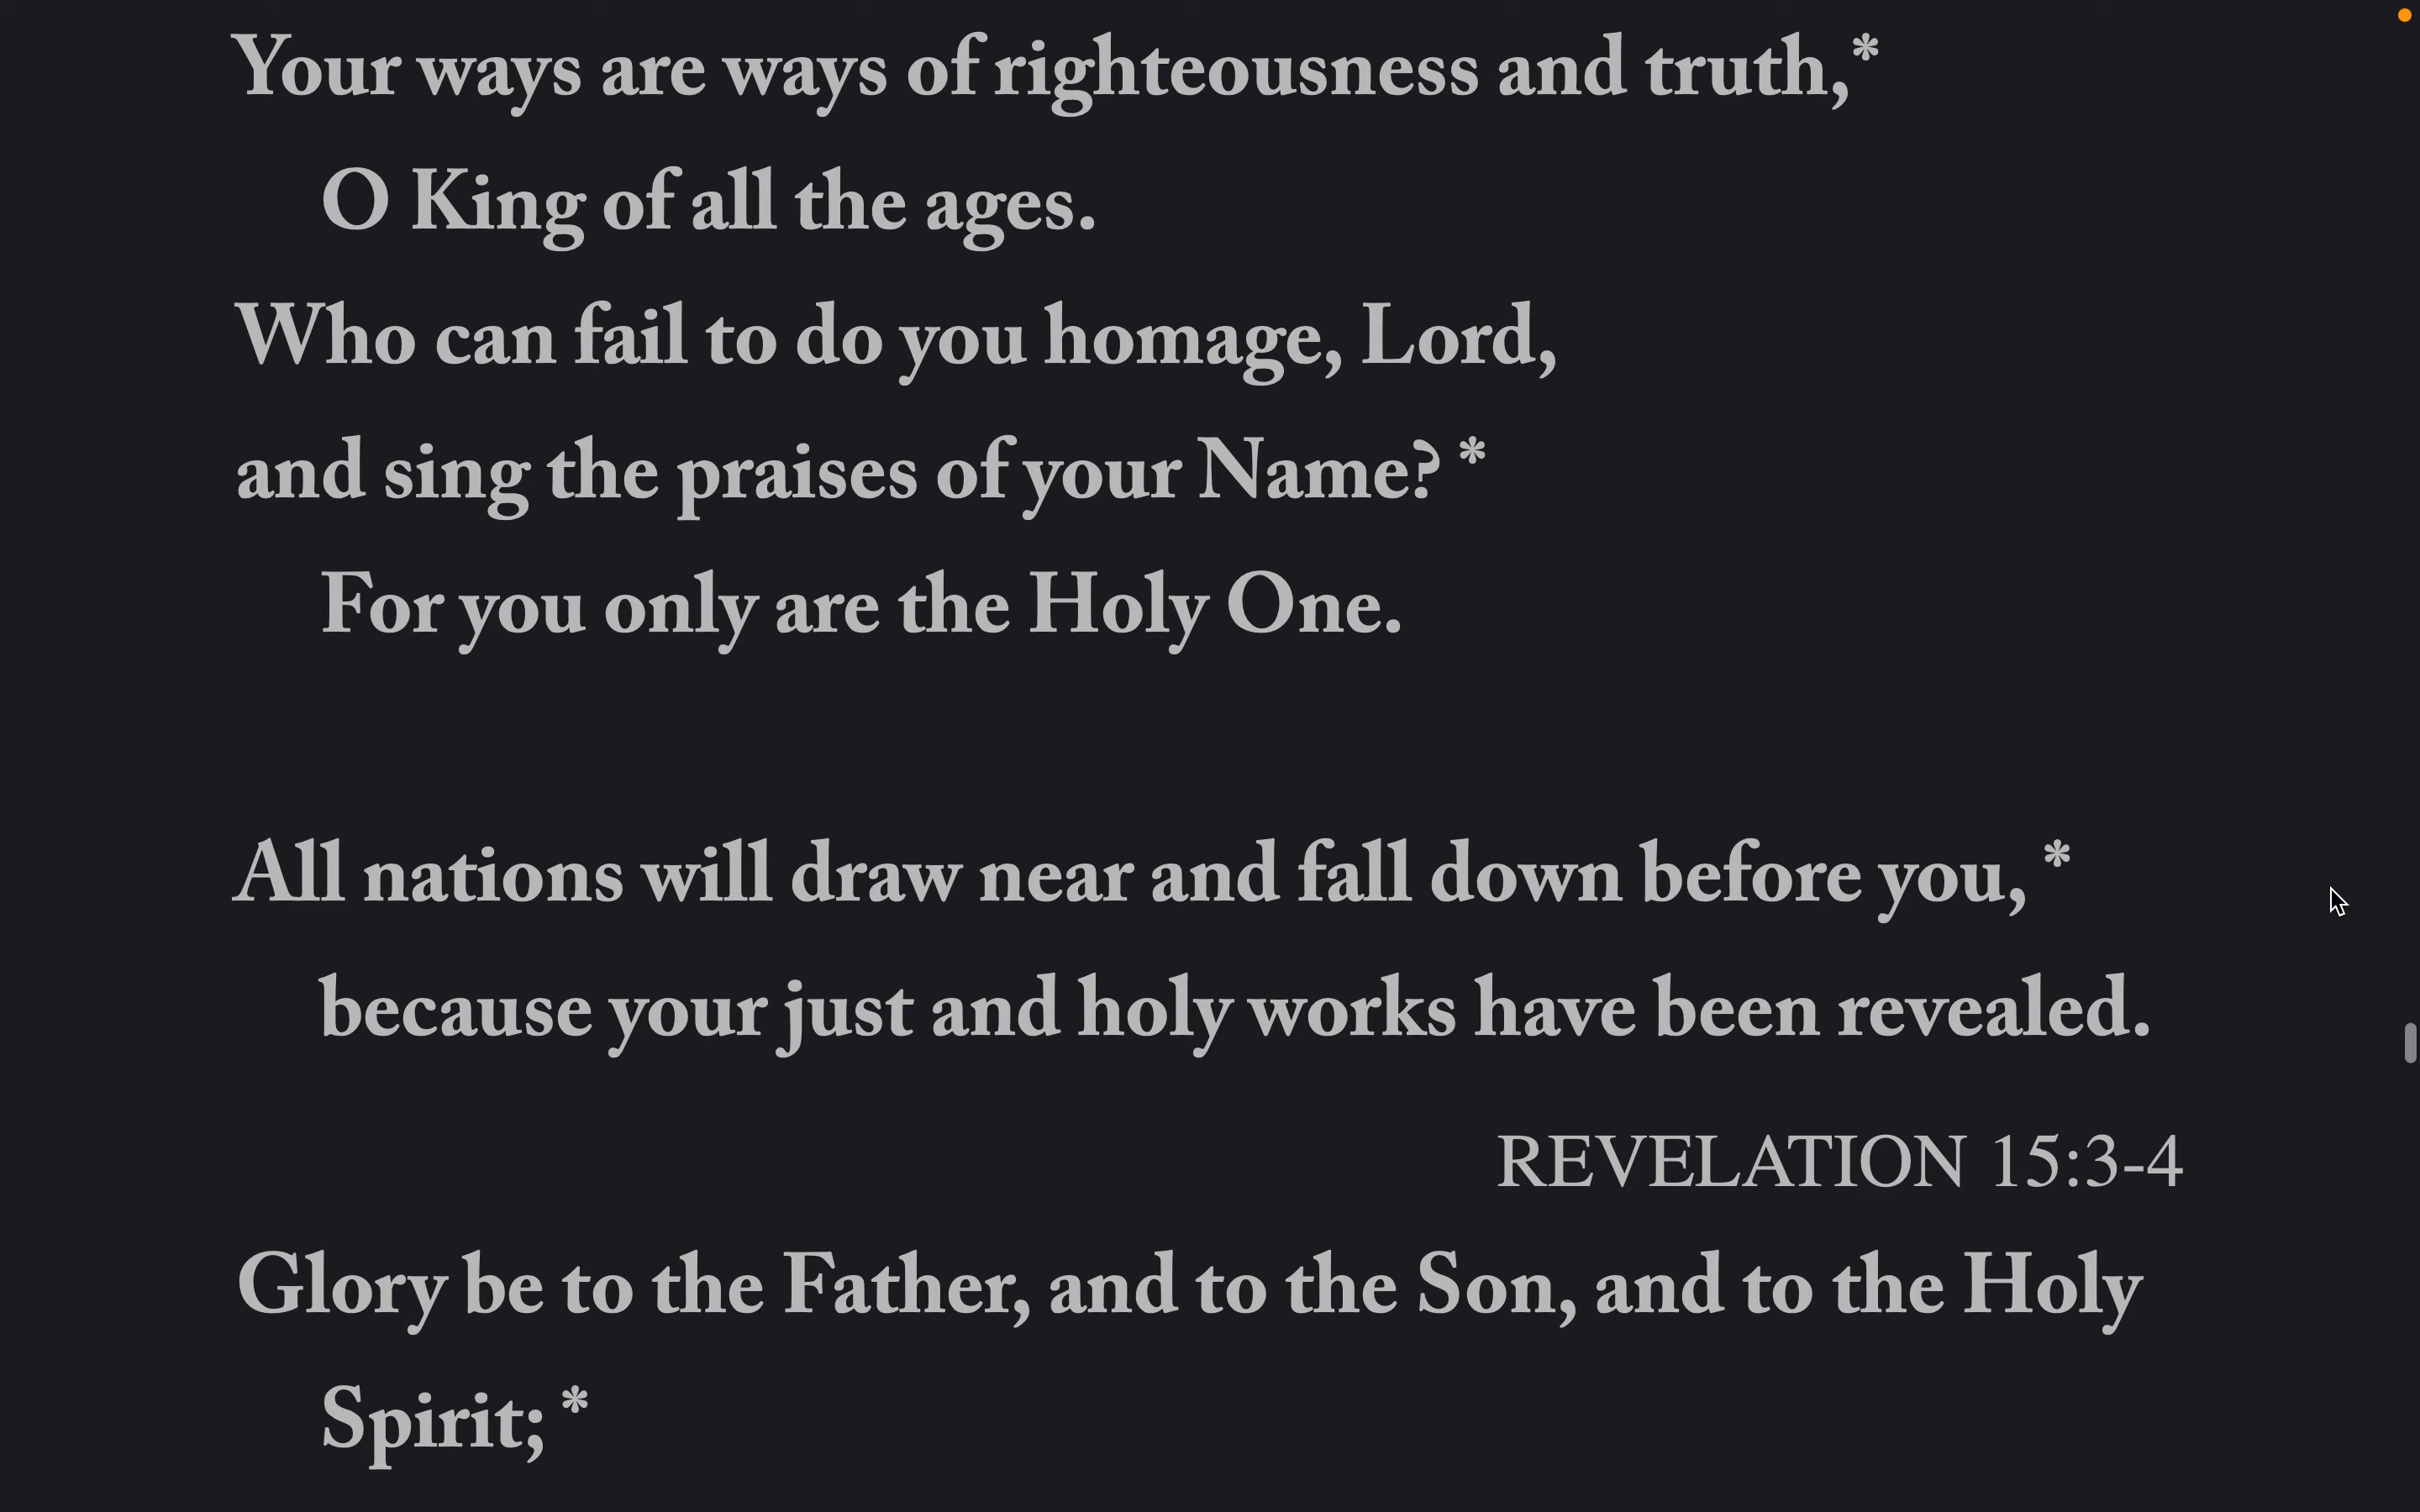 Your ways are ways of righteousness and truth,*
O King of all the ages.
Who can fail to do you homage, Lord,
and sing the praises of your Name? *
For you only are the Holy One.
All nations will draw near and fall down before you, *
because your just and holy works have been revealed.
REVELATION 15:3-4
Glory be to the Father, and to the Son, and to the Holy
Spirit; *